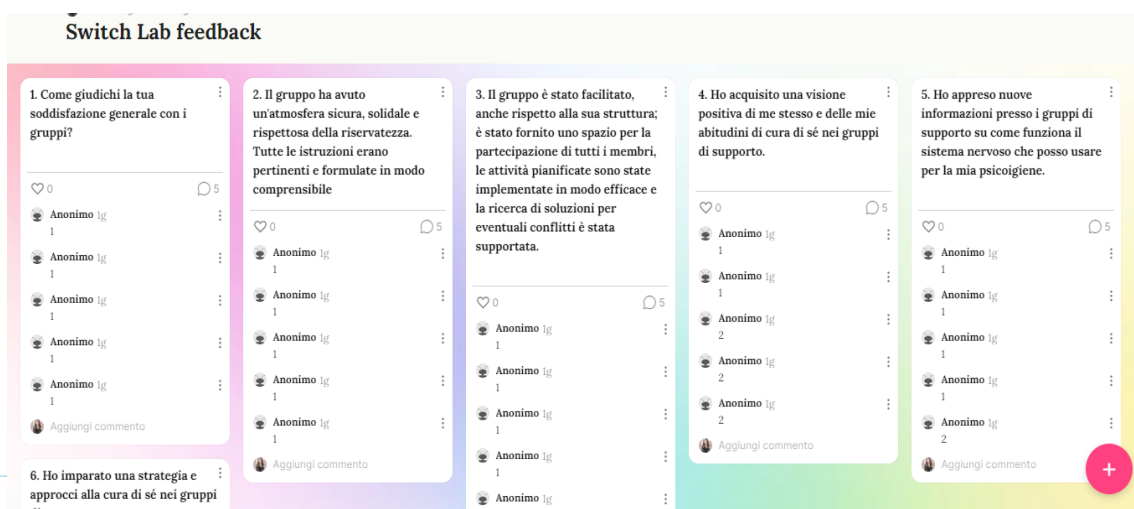 Switch Lab feedback
1. Come giudichi la tua
soddisfazione generale con i
gruppi?
0
5
Anonimo 1g
1
Anonimo 1g
1
Anonimo 1g
1
Anonimo 1g
1
Anonimo 1g
1
Aggiungi commento
6. Ho imparato una strategia e
approcci alla cura di sé nei gruppi
2. Il gruppo ha avuto
un'atmosfera sicura, solidale e
rispettosa della riservatezza.
Tutte le istruzioni erano
pertinenti e formulate in modo
comprensibile
0
5
Anonimo 1g
1
Anonimo 1g
1
Anonimo 1g
1
Anonimo 1g
1
Anonimo 1g
1
Aggiungi commento
3. Il gruppo è stato facilitato,
anche rispetto alla sua struttura;
è stato fornito uno spazio per la
partecipazione di tutti i membri,
le attività pianificate sono state
implementate in modo efficace e
la ricerca di soluzioni per
eventuali conflitti è stata
supportata.
0
5
Anonimo 1g
1
Anonimo 1g
1
Anonimo 1g
1
Anonimo 1g
1
Anonimo 1g
4. Ho acquisito una visione
positiva di me stesso e delle mie
abitudini di cura di sé nei gruppi
di supporto.
0
5
Anonimo 1g
1
Anonimo 1g
1
Anonimo 1g
2
Anonimo 1g
2
Anonimo 1g
2
Aggiungi commento
5. Ho appreso nuove
informazioni presso i gruppi di
supporto su come funziona il
sistema nervoso che posso usare
per la mia psicoigiene.
0
5
Anonimo 1g
1
Anonimo 1g
1
Anonimo 1g
1
Anonimo 1g
1
Anonimo 1g
2
Aggiungi commento